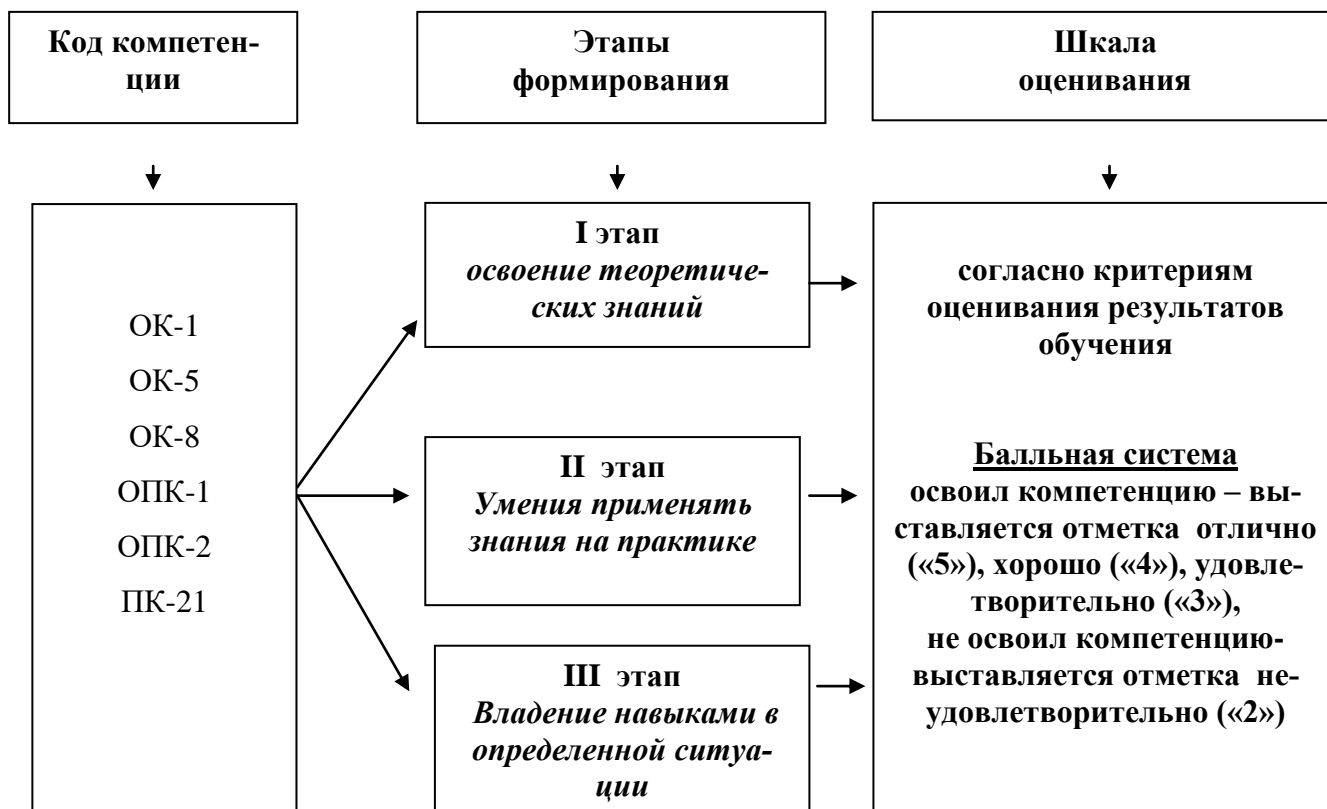 Код компетен-
ции
Этапы
формирования
Шкала
оценивания
ОК-1
ОК-5
ОК-8
ОПК-1
ОПК-2
ПК-21
I этап
освоение теоретиче-
ских знаний
II этап
Умения применять
знания на практике
III этап
Владение навыками в
определенной ситуа-
ции
согласно критериям
оценивания результатов
обучения
Балльная система
освоил компетенцию – вы-
ставляется отметка отлично
(«5»), хорошо («4»), удовле-
творительно («3»),
не освоил компетенцию-
выставляется отметка не-
удовлетворительно («2»)